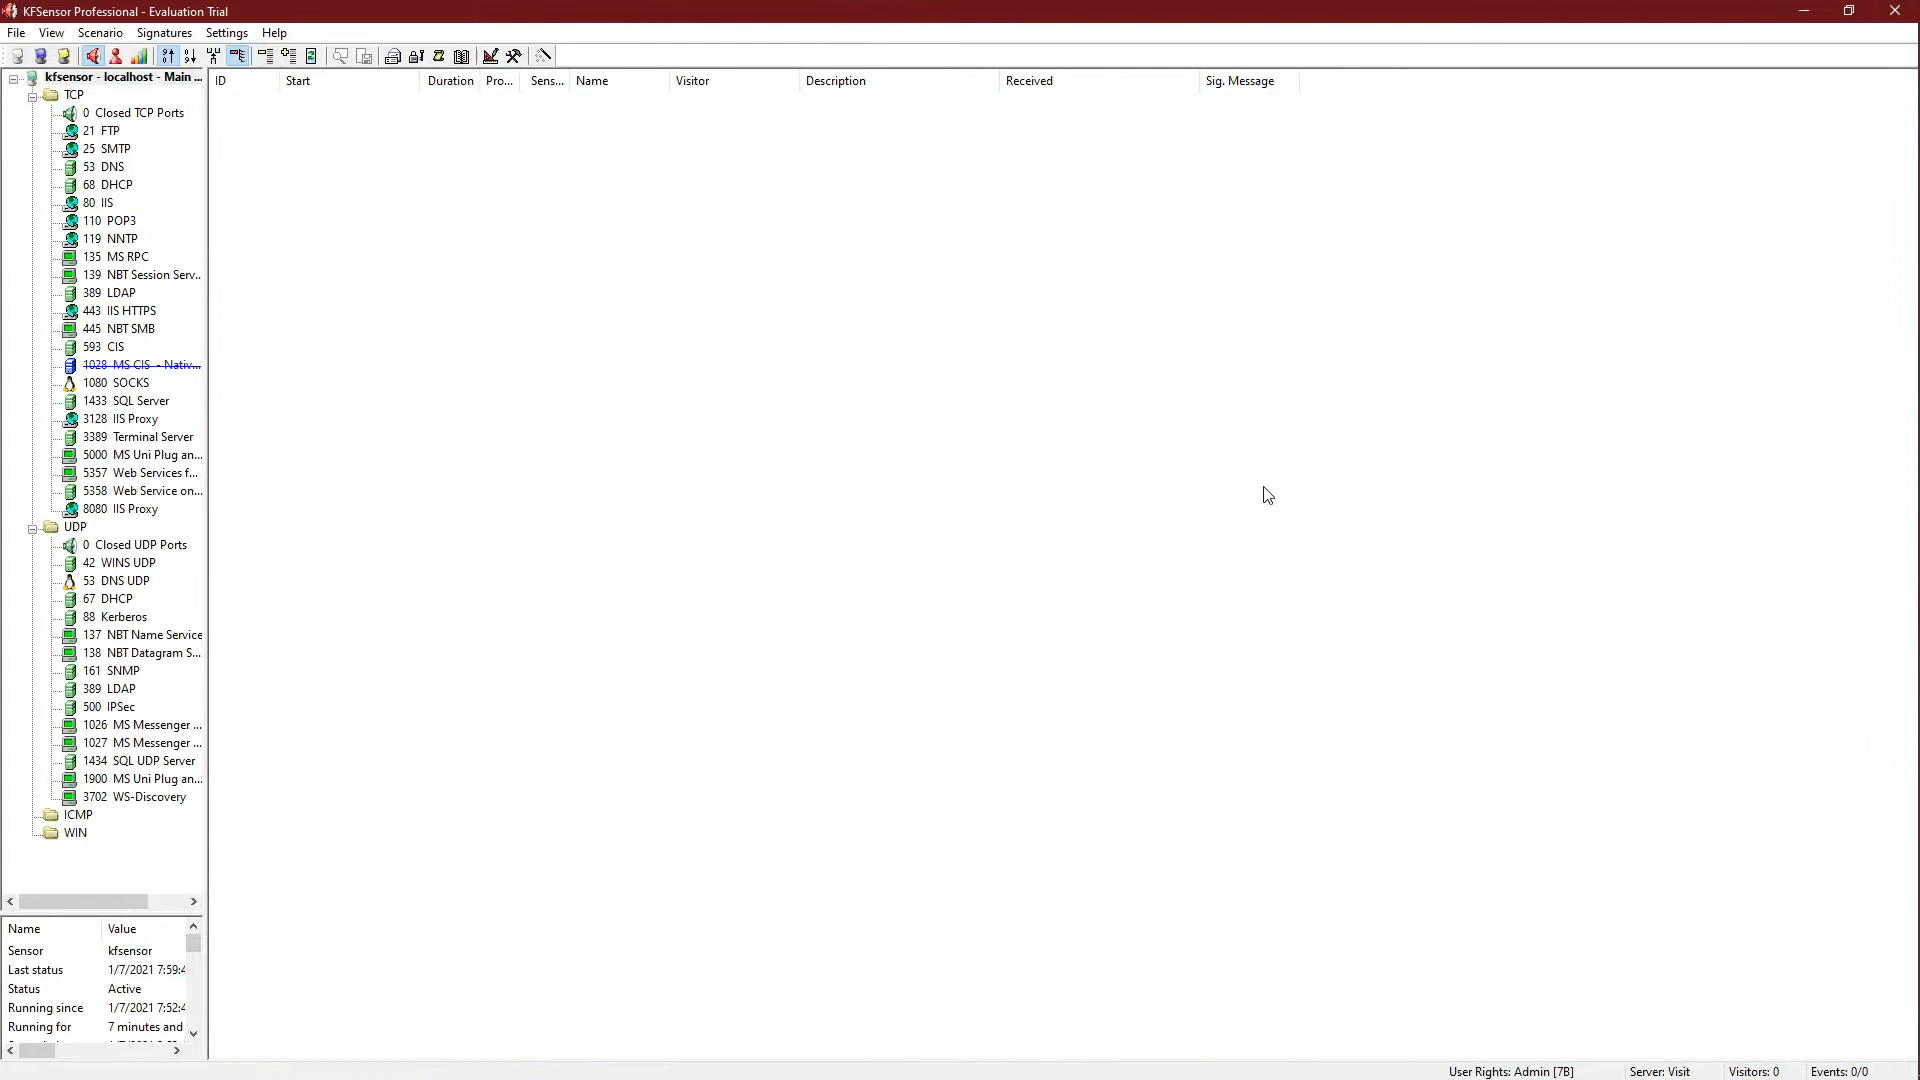 KFSensor Professional - Evaluation Trial
File View Scenario Signatures Settings Help
kfsensor - localhost - Main ...
TCP
0 Closed TCP Ports
21 FTP
25 SMTP
53 DNS
68 DHCP
80 IIS
110 POP3
119 NNTP
135 MS RPC
139 NBT Session Serv..
389 LDAP
443 IIS HTTPS
445 NBT SMB
593 CIS
1028 MS CIS - Nativ...
1080 SOCKS
1433 SQL Server
3128 IIS Proxy
3389 Terminal Server
5000 MS Uni Plug an...
5357 Web Services f...
5358 Web Service on...
8080 IIS Proxy
UDP
0 Closed UDP Ports
42 WINS UDP
53 DNS UDP
67 DHCP
88 Kerberos
137 NBT Name Service
138 NBT Datagram S...
161 SNMP
389 LDAP
500 IPSec
1026 MS Messenger ...
1027 MS Messenger ...
1434 SQL UDP Server
1900 MS Uni Plug an...
3702 WS-Discovery
ICMP
WIN
ID Start Duration Pro... Sens... Name Visitor Description Received Sig. Message
Name Value
Sensor kfsensor
Last status 1/7/2021 7:59:4
Status Active
Running since 1/7/2021 7:52:4
Running for 7 minutes and
User Rights: Admin [7B] Server: Visit Visitors: 0 Events: 0/0